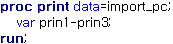 proc print data=import_pc;
var prin1-prin3;
run;